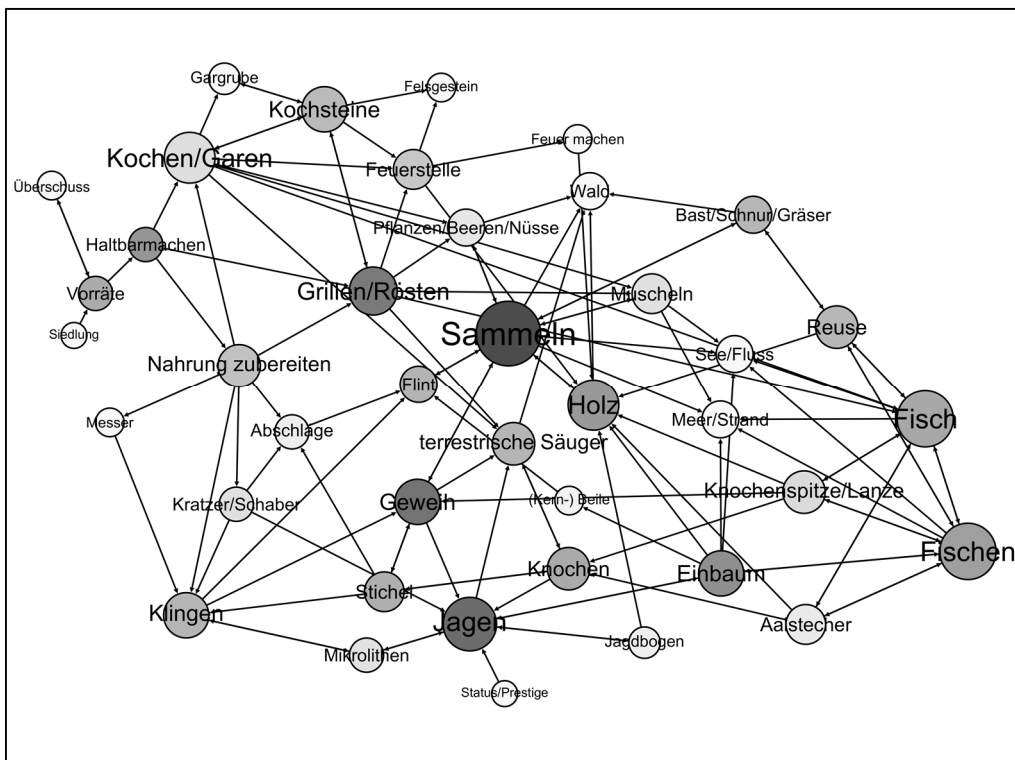 Gargrube
Felsgestein
Kochsteine
Feuer machen
Kochen/Garen
Feuerstelle
Überschuss
Wald
Bast/Schnur/Gräser
Pflanzen/Beeren/Nüsse
Haltbarmachen
Vorräte
Grillen/Rösten
Muscheln
Siedlung
Sammeln
Reuse
See/Fluss
Nahrung zubereiten
Flint
Holz
Messer
Abschläge
Meer/Strand
Fisch
terrestrische Säuger
Kratzer/Schaber
Geweih
(Kern-) Beile
Knochenspitze/Lanze
Fischen
Knochen
Einbaum
Stichel
Klingen
Jagen
Aalstecher
Jagdbogen
Mikrolithen
Status/Prestige